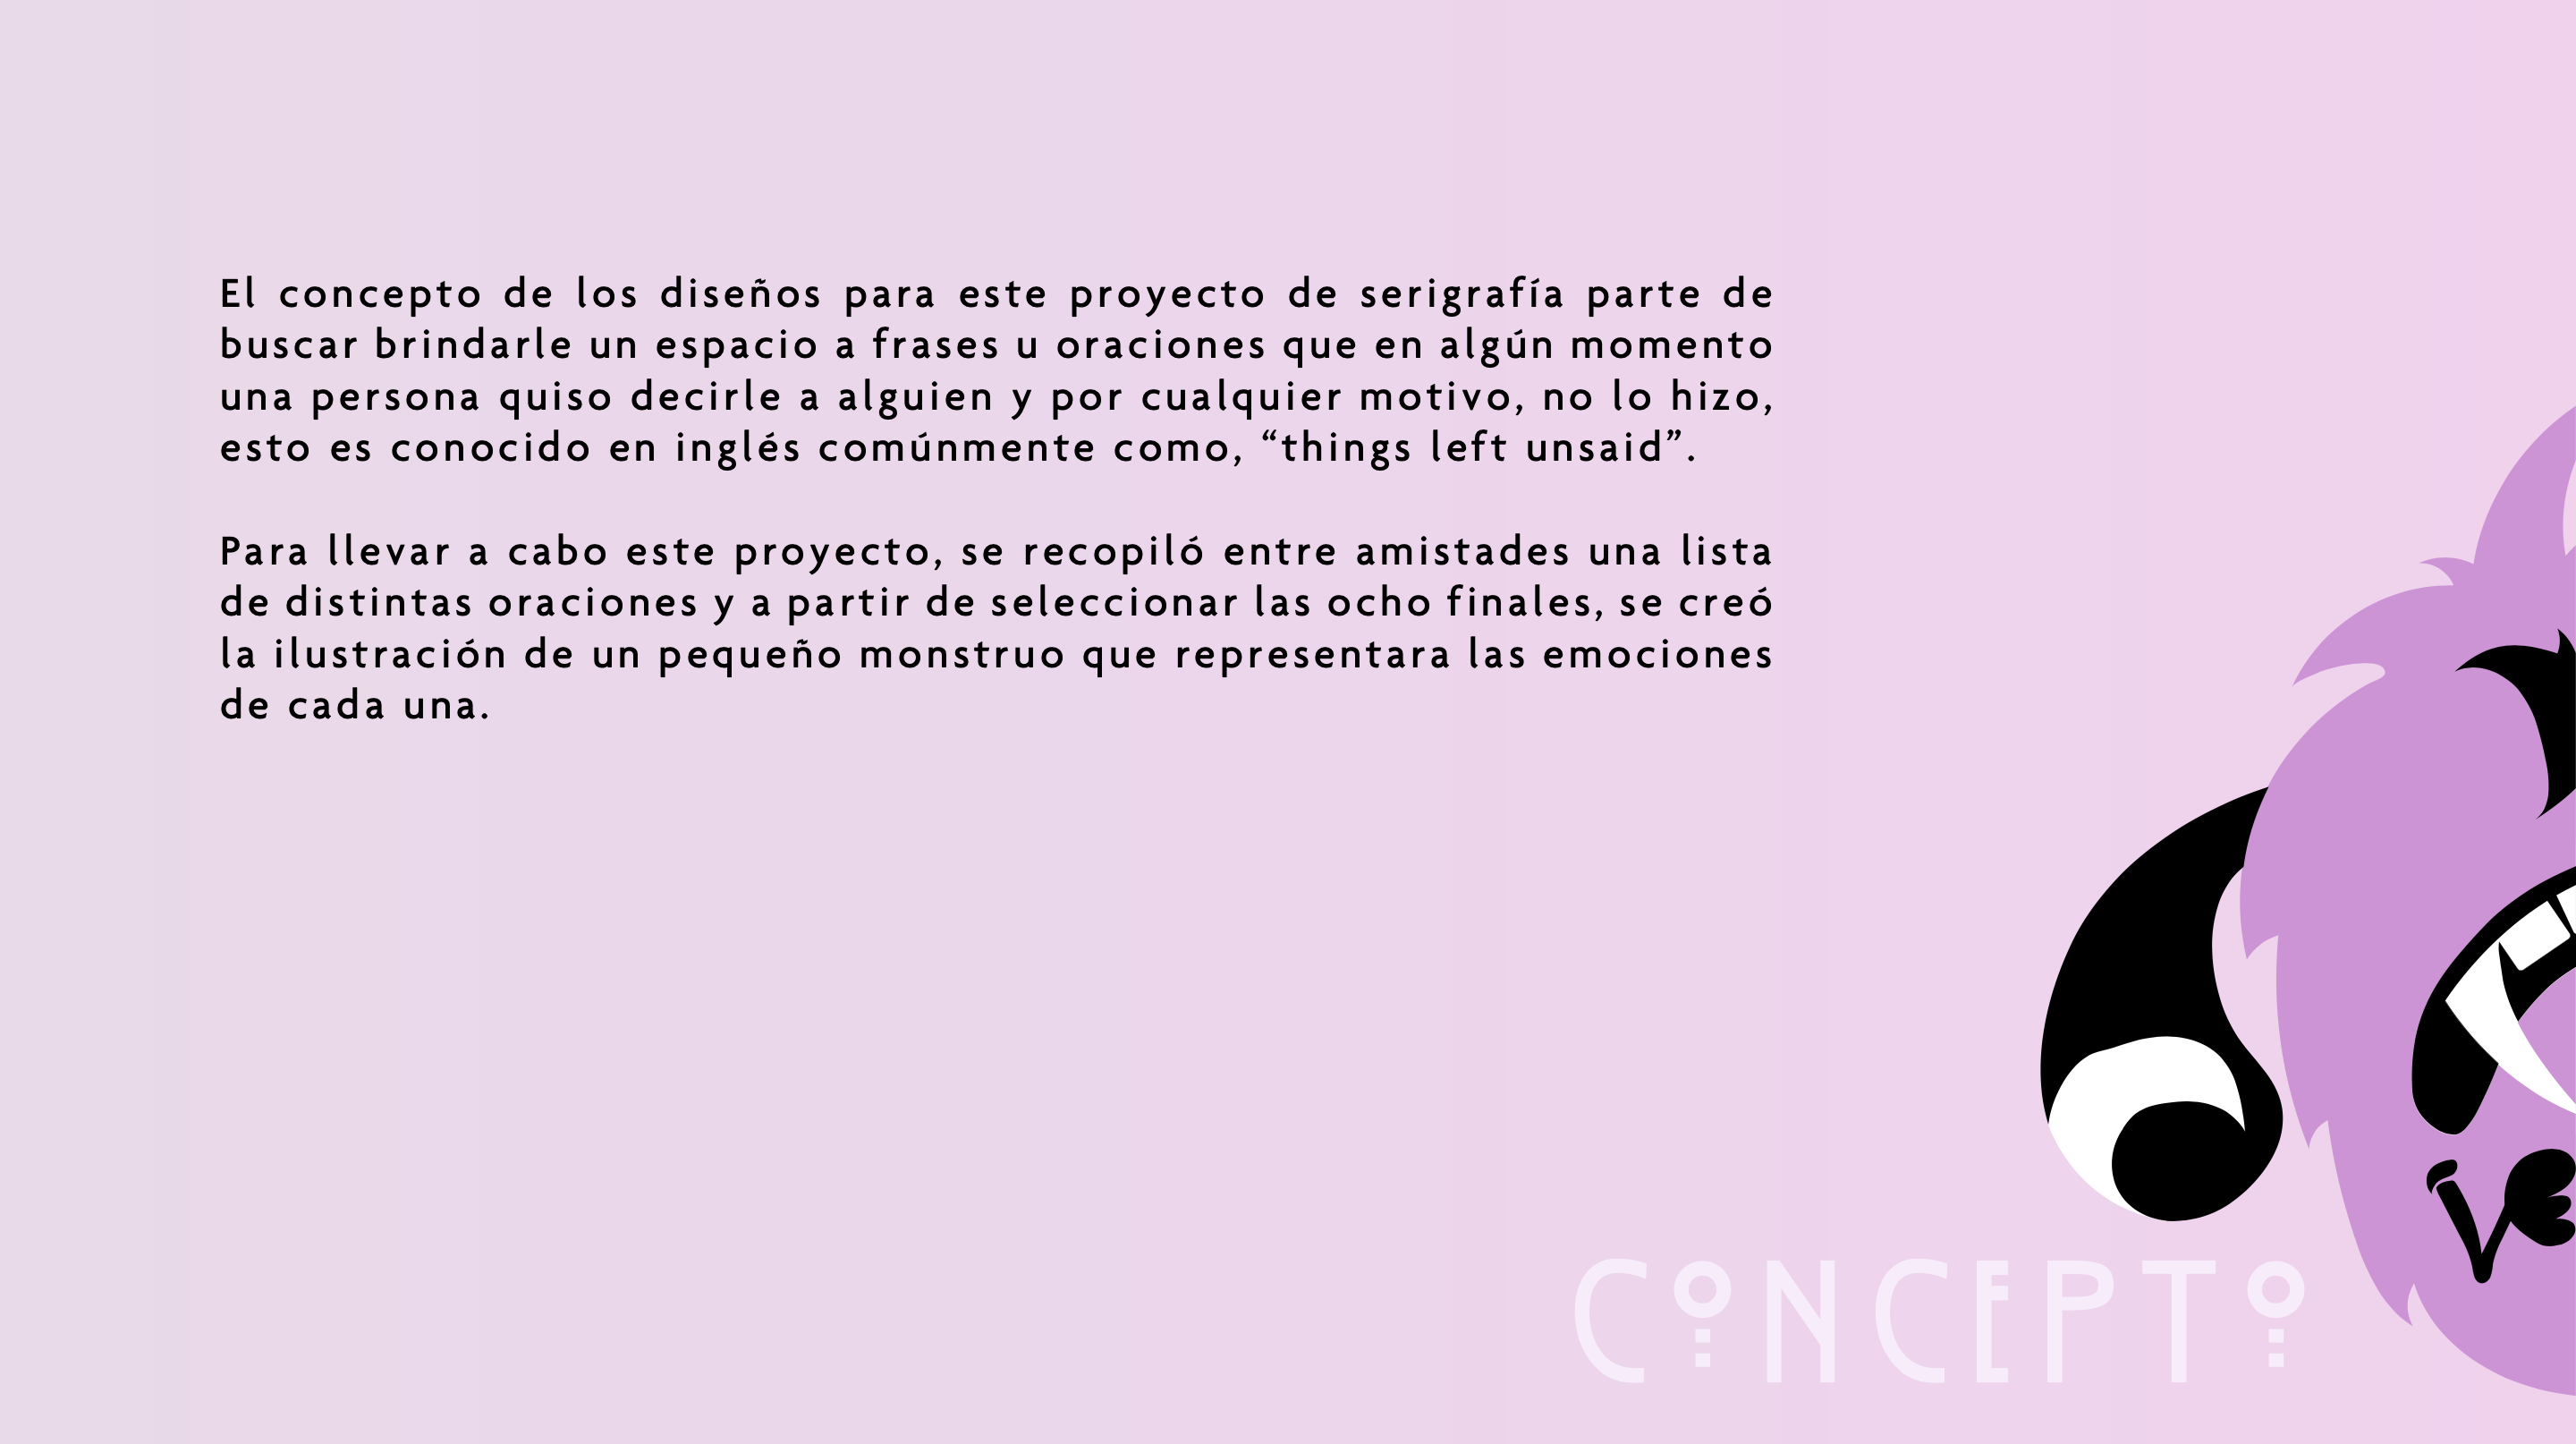 El concepto de los diseños para este proyecto de serigrafía parte de
buscar brindarle un espacio a frases u oraciones que en algún momento
una persona quiso decirle a alguien y por cualquier motivo, no lo hizo,
esto es conocido en inglés comúnmente como, “things left unsaid”.
Para llevar a cabo este proyecto, se recopiló entre amistades una lista
de distintas oraciones y a partir de seleccionar las ocho finales, se creó
la ilustración de un pequeño monstruo que representara las emociones
de cada una.
CONCEPTO